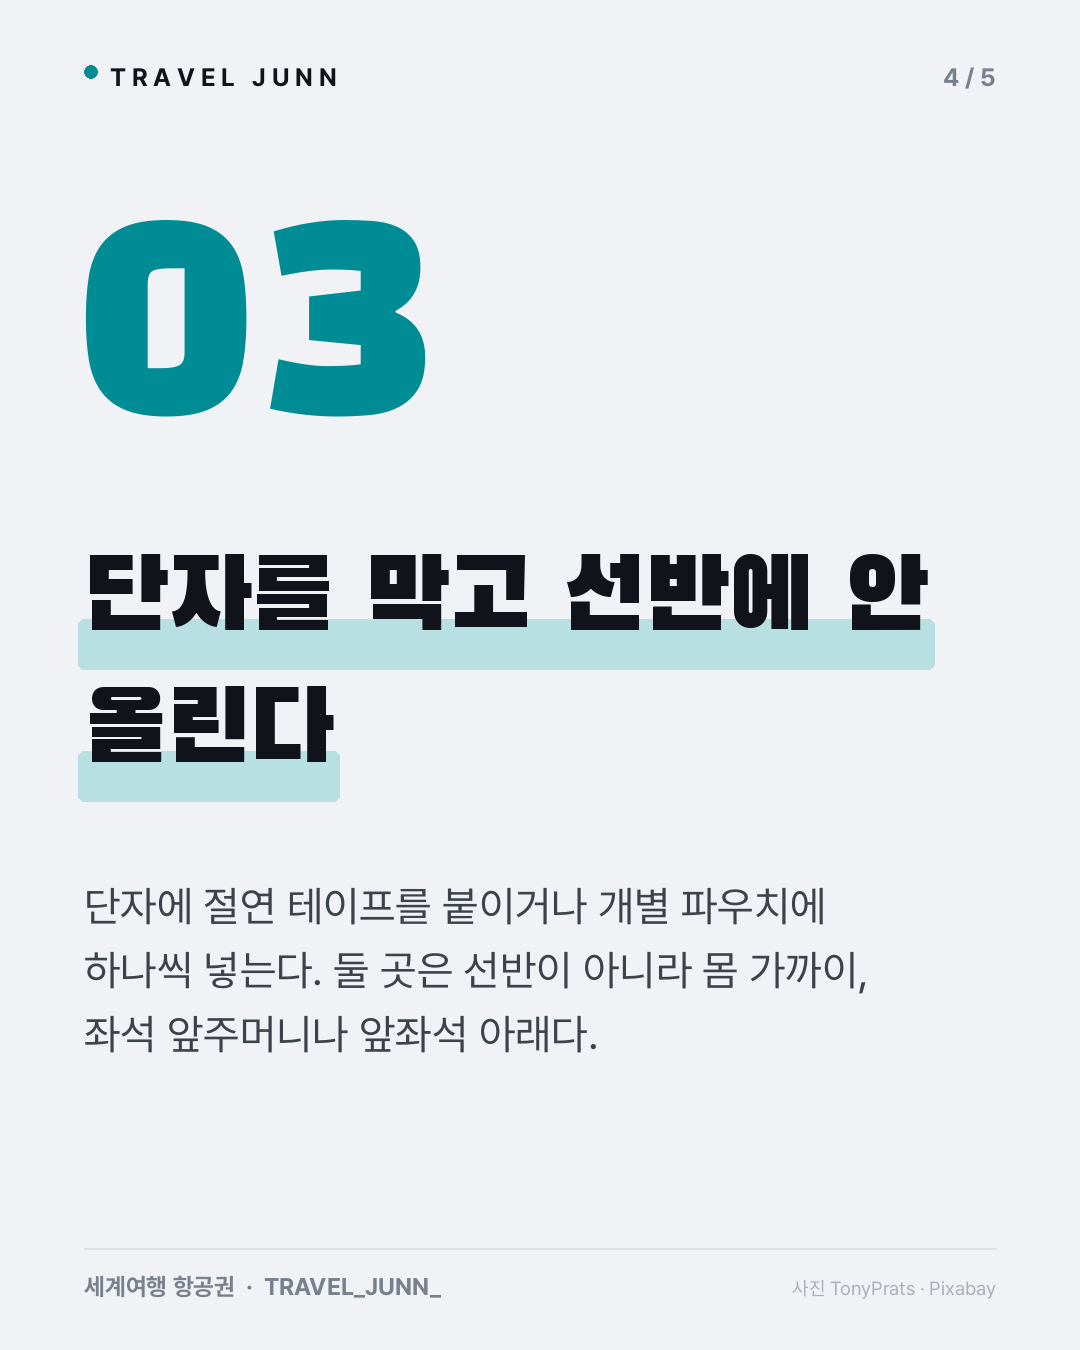 TRAVEL JUNN
4 / 5
03
단자를 막고 선반에 안
올린다
단자에 절연 테이프를 붙이거나 개별 파우치에
하나씩 넣는다. 둘 곳은 선반이 아니라 몸 가까이,
좌석 앞주머니나 앞좌석 아래다.
세계여행 항공권 · TRAVEL_JUNN_
사진 TonyPrats · Pixabay